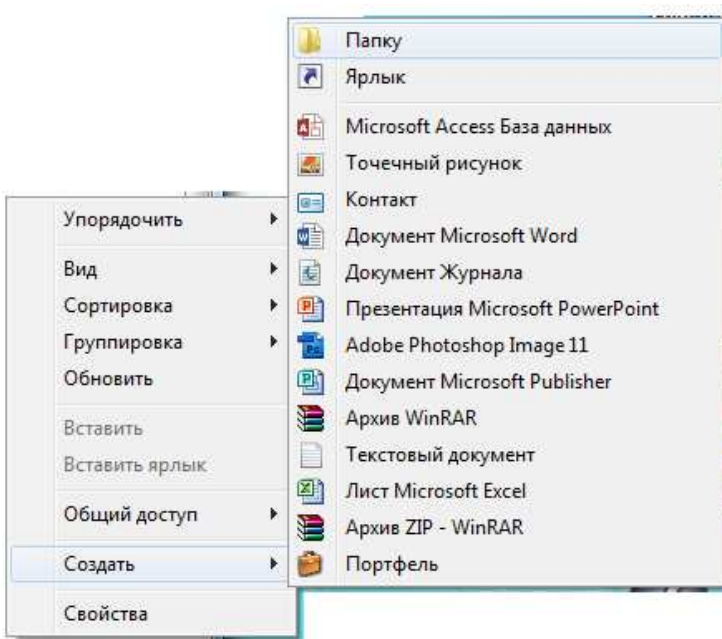 Упорядочить
Вид
Сортировка
Группировка
Обновить
Вставить
Вставить ярлык
Общий доступ
Создать
Свойства
Папку
Ярлык
Microsoft Access База данных
Точечный рисунок
Контакт
Документ Microsoft Word
Документ Журнала
Презентация Microsoft PowerPoint
Adobe Photoshop Image 11
Документ Microsoft Publisher
Архив WinRAR
Текстовый документ
Лист Microsoft Excel
Архив ZIP - WinRAR
Портфель